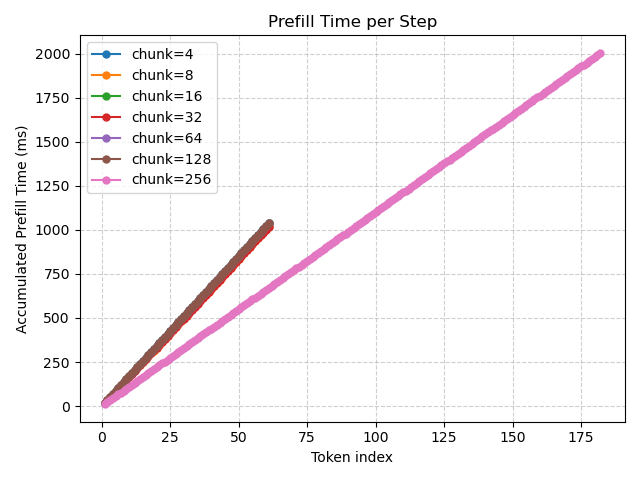 Prefill Time per Step
Accumulated Prefill Time (ms)
2000
1750
1500
1250
1000
750
500
250
0
chunk=4
chunk=8
chunk=16
chunk=32
chunk=64
chunk=128
chunk=256
0 25 50 75 100 125 150 175
Token index